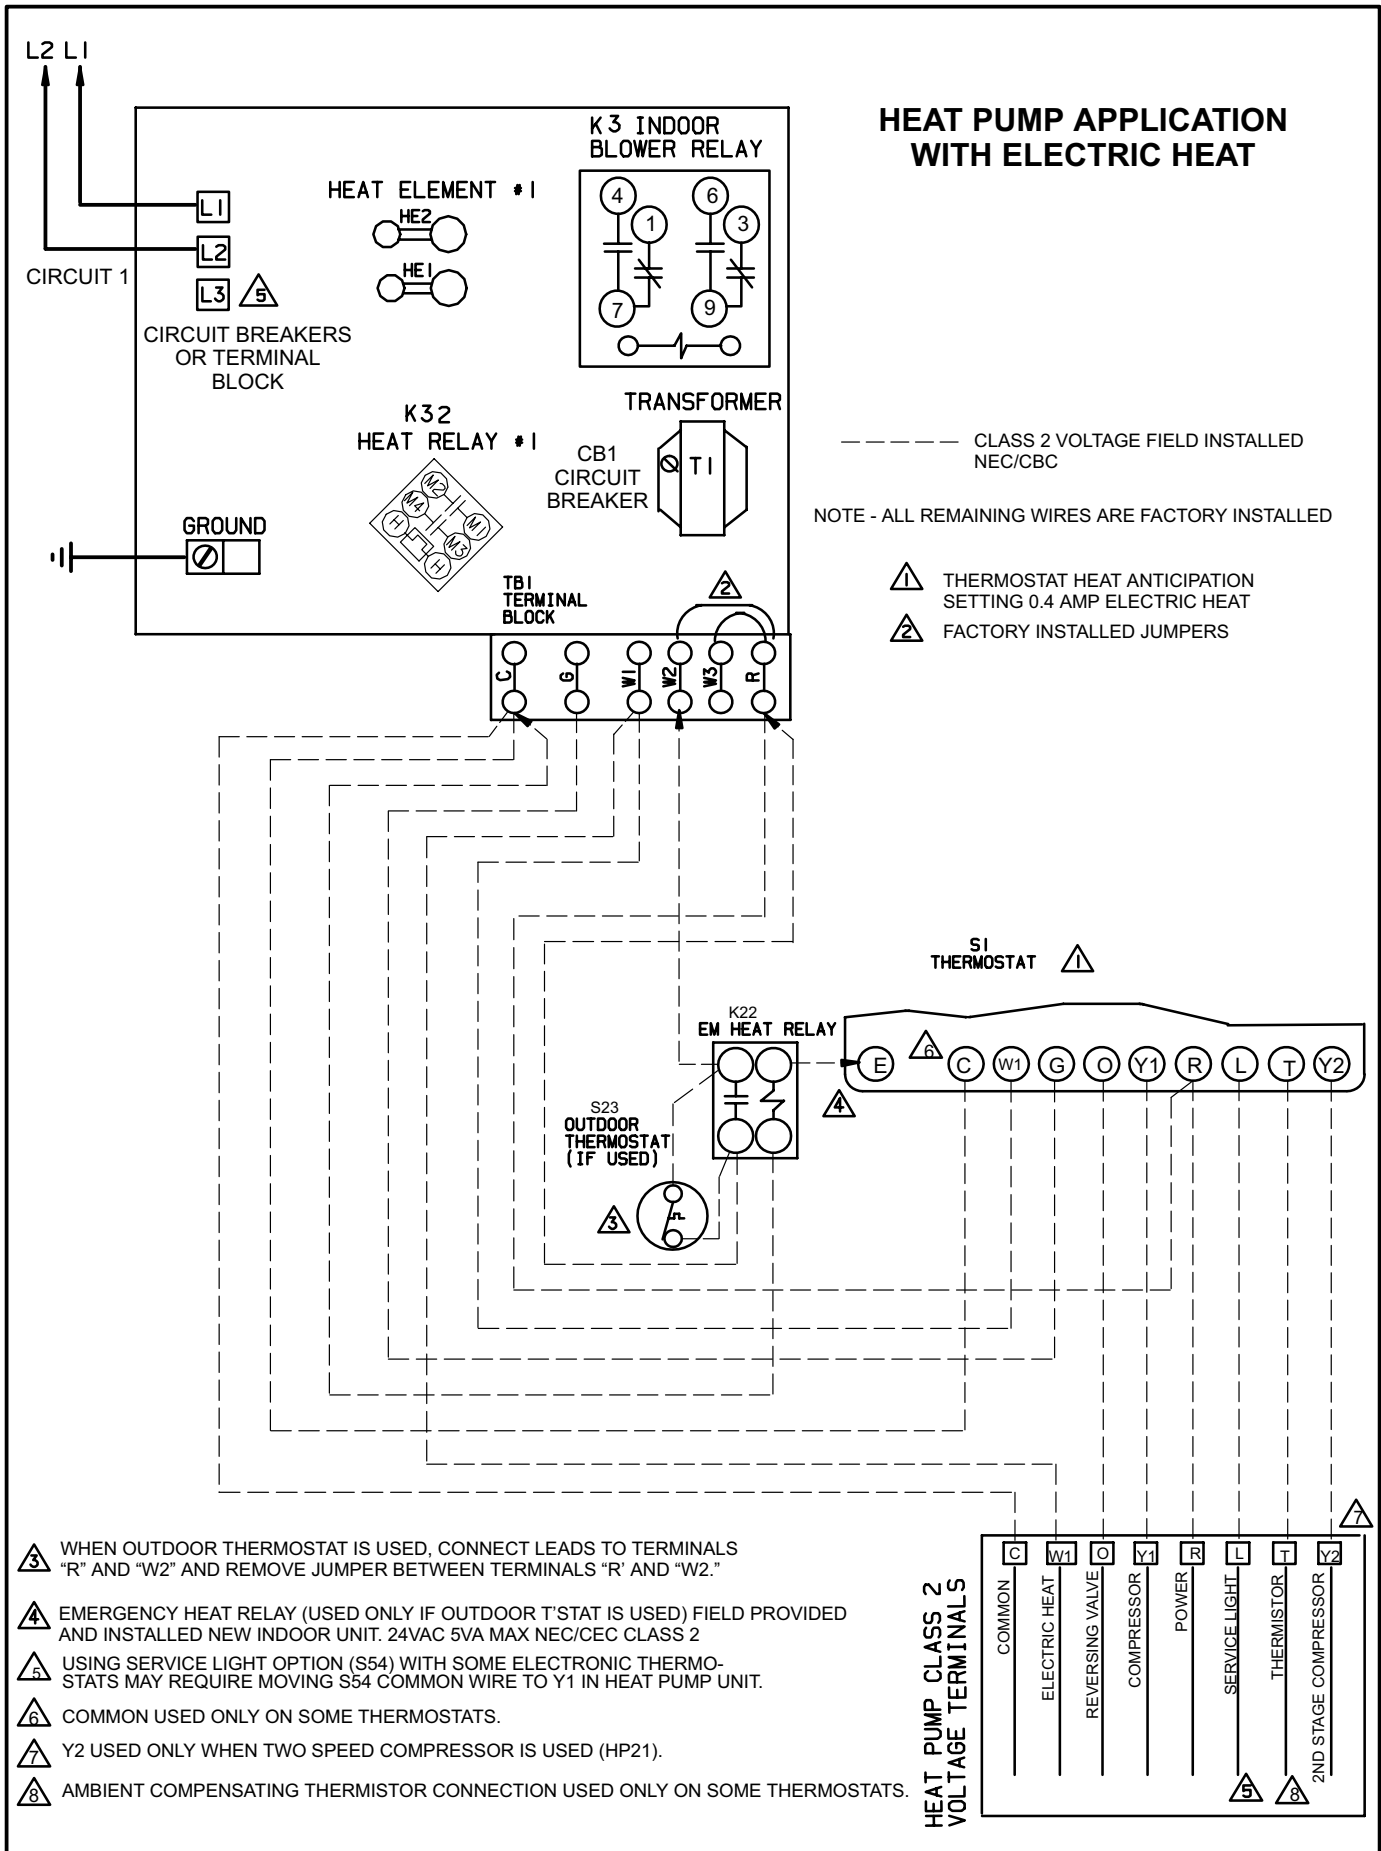 L2 L1
HEAT PUMP APPLICATION
WITH ELECTRIC HEAT
K3 INDOOR
BLOWER RELAY
HEAT ELEMENT #1
HE2
HE1
4
1
6
3
7
9
L1
L2
L3
5
CIRCUIT 1
CIRCUIT BREAKERS
OR TERMINAL
BLOCK
K32
HEAT RELAY #1
M2
M4
H
M1
M3
H
TRANSFORMER
CB1
CIRCUIT
BREAKER
T1
CLASS 2 VOLTAGE FIELD INSTALLED
NEC/CBC
NOTE - ALL REMAINING WIRES ARE FACTORY INSTALLED
GROUND
1
THERMOSTAT HEAT ANTICIPATION
SETTING 0.4 AMP ELECTRIC HEAT
2
FACTORY INSTALLED JUMPERS
TB1
TERMINAL
BLOCK
2
C
G
W1
W2
W3
R
S1
THERMOSTAT
1
K22
EM HEAT RELAY
E
6
C
W1
G
O
Y1
R
L
T
Y2
4
S23
OUTDOOR
THERMOSTAT
(IF USED)
3
3 WHEN OUTDOOR THERMOSTAT IS USED, CONNECT LEADS TO TERMINALS
“R” AND “W2” AND REMOVE JUMPER BETWEEN TERMINALS “R’ AND “W2.”
4 EMERGENCY HEAT RELAY (USED ONLY IF OUTDOOR T’STAT IS USED) FIELD PROVIDED
AND INSTALLED NEW INDOOR UNIT. 24VAC 5VA MAX NEC/CEC CLASS 2
5 USING SERVICE LIGHT OPTION (S54) WITH SOME ELECTRONIC THERMO-
STATS MAY REQUIRE MOVING S54 COMMON WIRE TO Y1 IN HEAT PUMP UNIT.
6 COMMON USED ONLY ON SOME THERMOSTATS.
7 Y2 USED ONLY WHEN TWO SPEED COMPRESSOR IS USED (HP21).
8 AMBIENT COMPENSATING THERMISTOR CONNECTION USED ONLY ON SOME THERMOSTATS.
HEAT PUMP CLASS 2
VOLTAGE TERMINALS
7
C
W1
O
Y1
R
L
T
Y2
COMMON
ELECTRIC HEAT
REVERSING VALVE
COMPRESSOR
POWER
SERVICE LIGHT
THERMISTOR
2ND STAGE COMPRESSOR
5
8